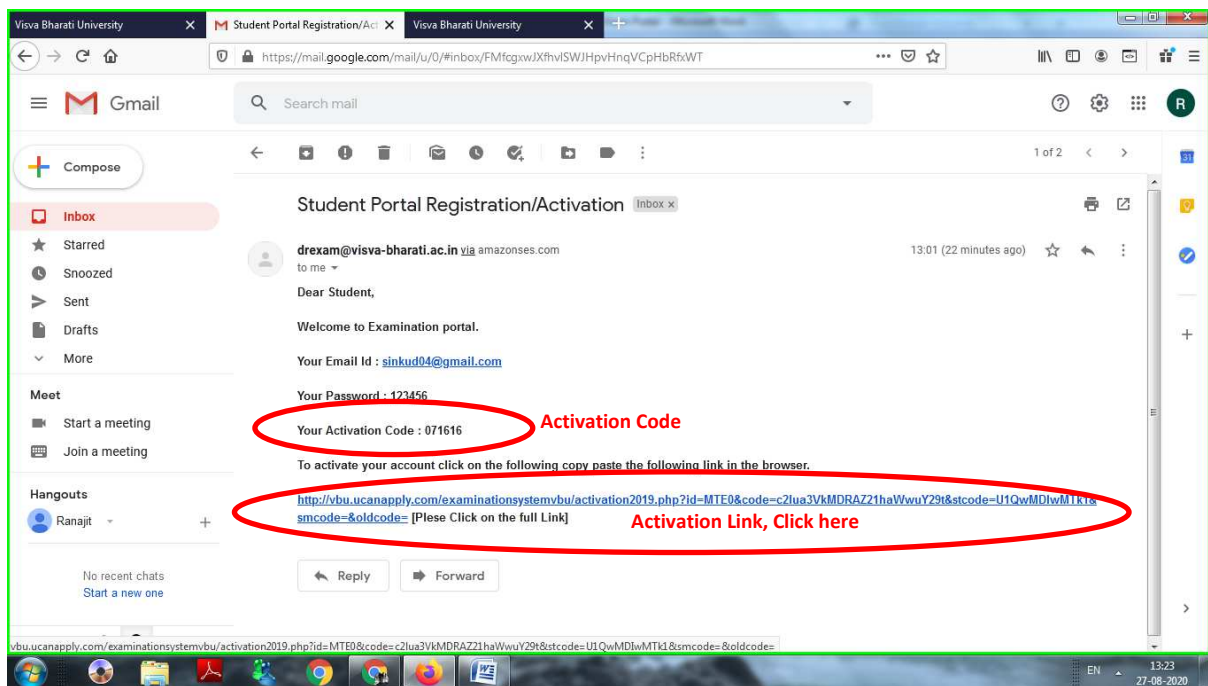 Visva Bharati University
Student Portal Registration/Act
Visva Bharati University
https://mail.google.com/mail/u/0/#inbox/FMfcgxwJXfhvlSWJHpvHnqVCpHbRfxWT
Gmail
Search mail
R
Compose
1 of 2
31
Student Portal Registration/Activation Inbox x
Inbox
Starred
Snoozed
Sent
Drafts
More
drexam@visva-bharati.ac.in via amazonses.com
13:01 (22 minutes ago)
to me
Dear Student,
Welcome to Examination portal.
Your Email Id : sinkud04@gmail.com
Your Password : 123456
Your Activation Code : 071616
Activation Code
To activate your account click on the following copy paste the following link in the browser.
http://vbu.ucanapply.com/examinationsystemvbu/activation2019.php?id=MTE0&code=c2lua3VkMDRAZ21haWwuY29t&stcode=U1QwMDIwMTk1&
smcode=&oldcode= [Plese Click on the full Link]
Activation Link, Click here
Meet
Start a meeting
Join a meeting
Hangouts
Ranajit
No recent chats
Start a new one
Reply
Forward
vbu.ucanapply.com/examinationsystemvbu/activation2019.php?id=MTE0&code=c2lua3VkMDRAZ21haWwuY29t&stcode=U1QwMDIwMTk1&smcode=&oldcode=
EN
13:23
27-08-2020